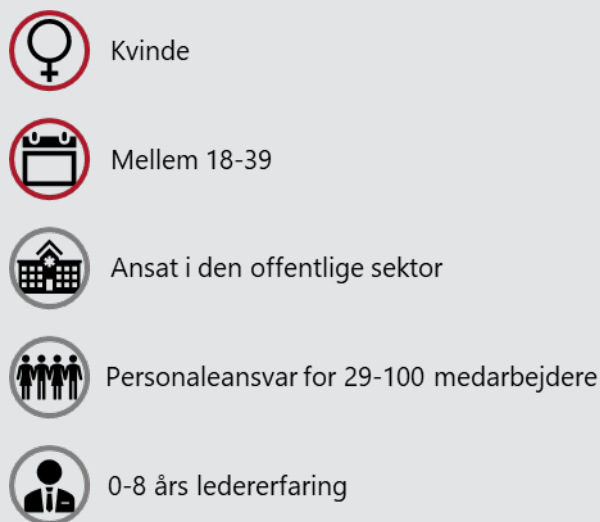 Kvinde
Mellem 18-39
Ansat i den offentlige sektor
Personaleansvar for 29-100 medarbejdere
0-8 års ledererfaring